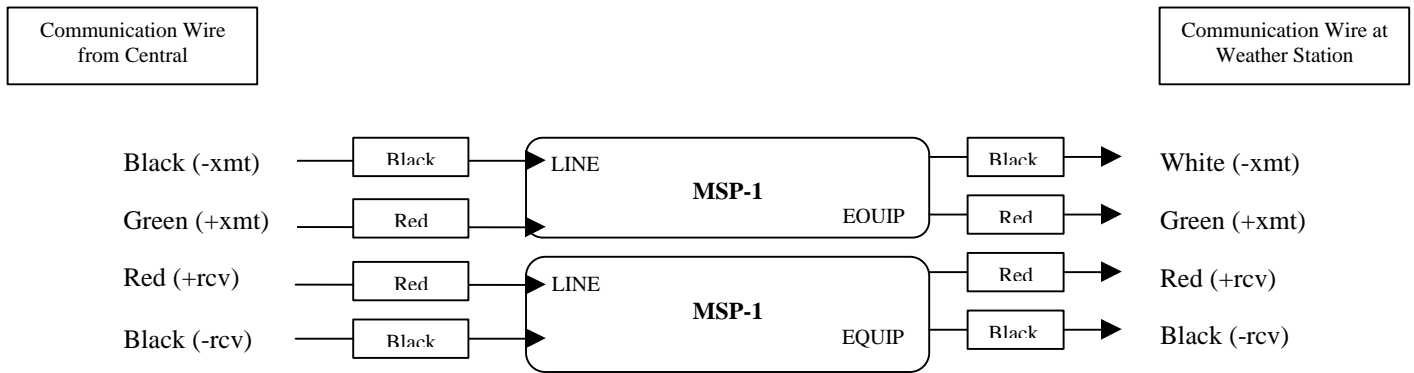 Communication Wire
from Central
Communication Wire at
Weather Station
Black (-xmt)
Black
LINE
MSP-1
Black
White (-xmt)
Green (+xmt)
Red
EQUIP
Red
Green (+xmt)
Red (+rcv)
Red
LINE
MSP-1
Red
Red (+rcv)
Black (-rcv)
Black
EQUIP
Black
Black (-rcv)